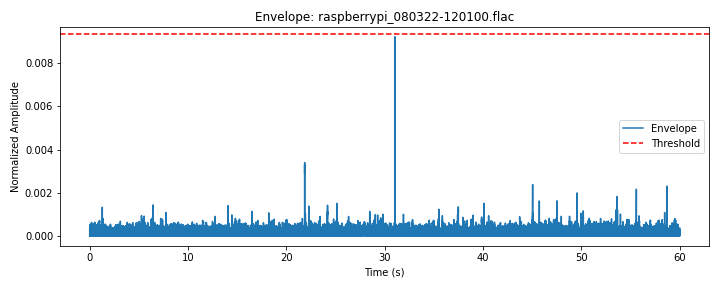 Envelope: raspberrypi_080322-120100.flac
Normalized Amplitude
0.008
0.006
0.004
0.002
0.000
Envelope
Threshold
0 10 20 30 40 50 60
Time (s)